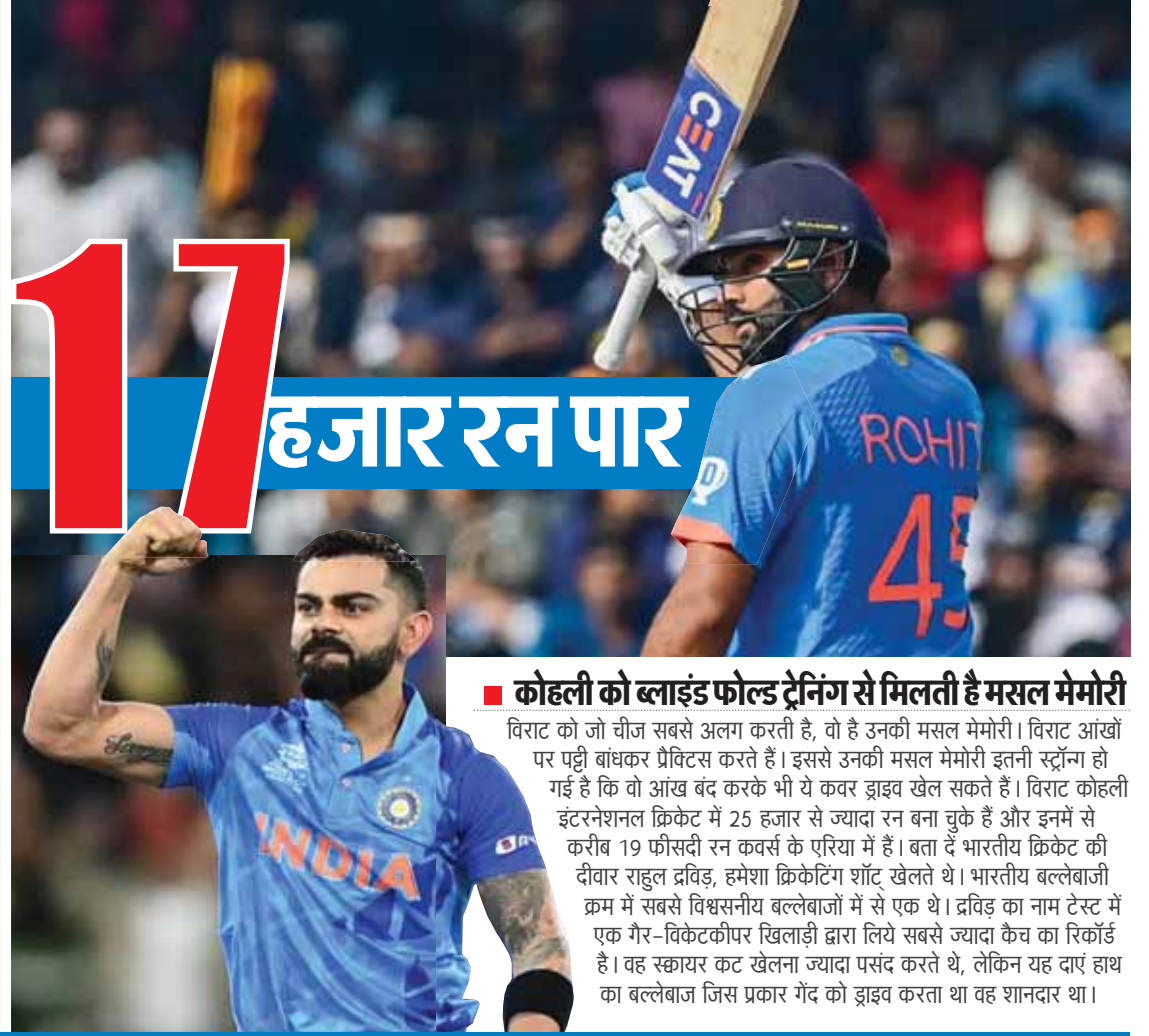 CEAT
17
हजार रन पार
ROHIT
45
INDIA
■ कोहली को ब्लाइंड फोल्ड ट्रेनिंग से मिलती है मसल मेमोरी
विराट को जो चीज सबसे अलग करती है, वो है उनकी मसल मेमोरी। विराट आंखों
पर पट्टी बांधकर प्रैक्टिस करते हैं। इससे उनकी मसल मेमोरी इतनी स्ट्रॉन्ग हो
गई है कि वो आंख बंद करके भी ये कवर ड्राइव खेल सकते हैं। विराट कोहली
इंटरनेशनल क्रिकेट में 25 हजार से ज्यादा रन बना चुके हैं और इनमें से
करीब 19 फीसदी रन कवर्स के एरिया में हैं। बता दें भारतीय क्रिकेट की
दीवार राहुल द्रविड़, हमेशा क्रिकेटिंग शॉट् खेलते थे। भारतीय बल्लेबाजी
क्रम में सबसे विश्वसनीय बल्लेबाजों में से एक थे। द्रविड़ का नाम टेस्ट में
एक गैर-विकेटकीपर खिलाड़ी द्वारा लिये सबसे ज्यादा कैच का रिकॉर्ड
है। वह स्क्वायर कट खेलना ज्यादा पसंद करते थे, लेकिन यह दाएं हाथ
का बल्लेबाज जिस प्रकार गेंद को ड्राइव करता था वह शानदार था।